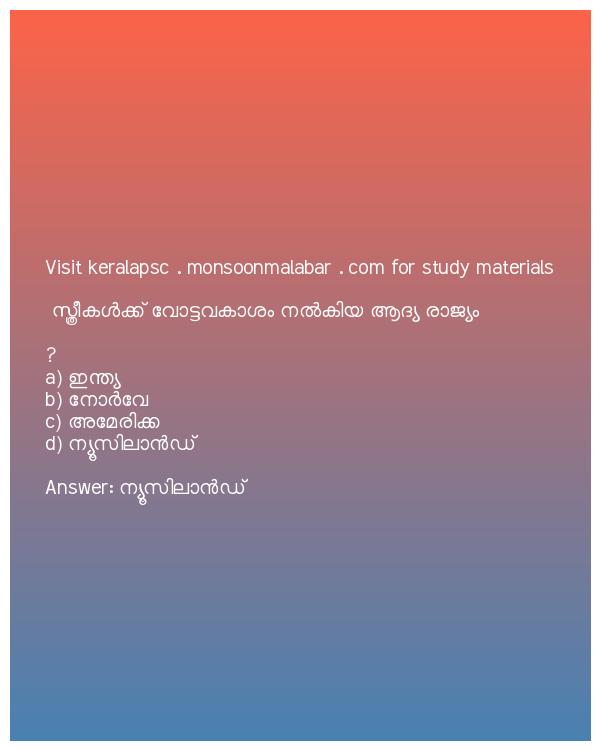 Visit keralapsc . monsoonmalabar . com for study materials
സ്ത്രീകൾക്ക് വോട്ടവകാശം നൽകിയ ആദ്യ രാജ്യം
?
a) ഇന്ത്യ
b) നോർവേ
c) അമേരിക്ക
d) ന്യൂസിലാൻഡ്
Answer: ന്യൂസിലാൻഡ്